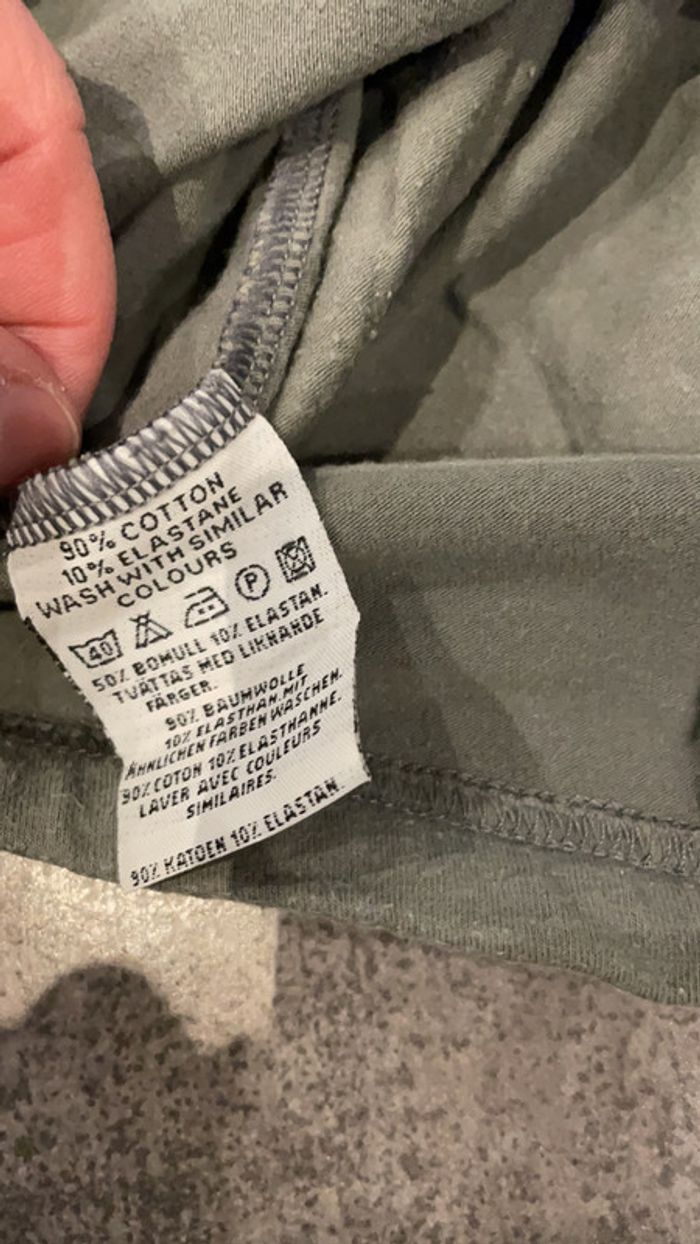 90% COTTON
10% ELASTANE
WASH WITH SIMILAR
COLOURS
40 P
50% BOMULL 10% ELASTAN.
TVÄTTAS MED LIKNANDE
FÄRGER.
90% BAUMWOLLE
10% ELASTHAN.MIT
ÄHNLICHEN FARBEN WASCHEN.
90% COTON 10% ELASTHANNE.
LAVER AVEC COULEURS
SIMILAIRES.
90% KATOEN 10% ELASTAN.